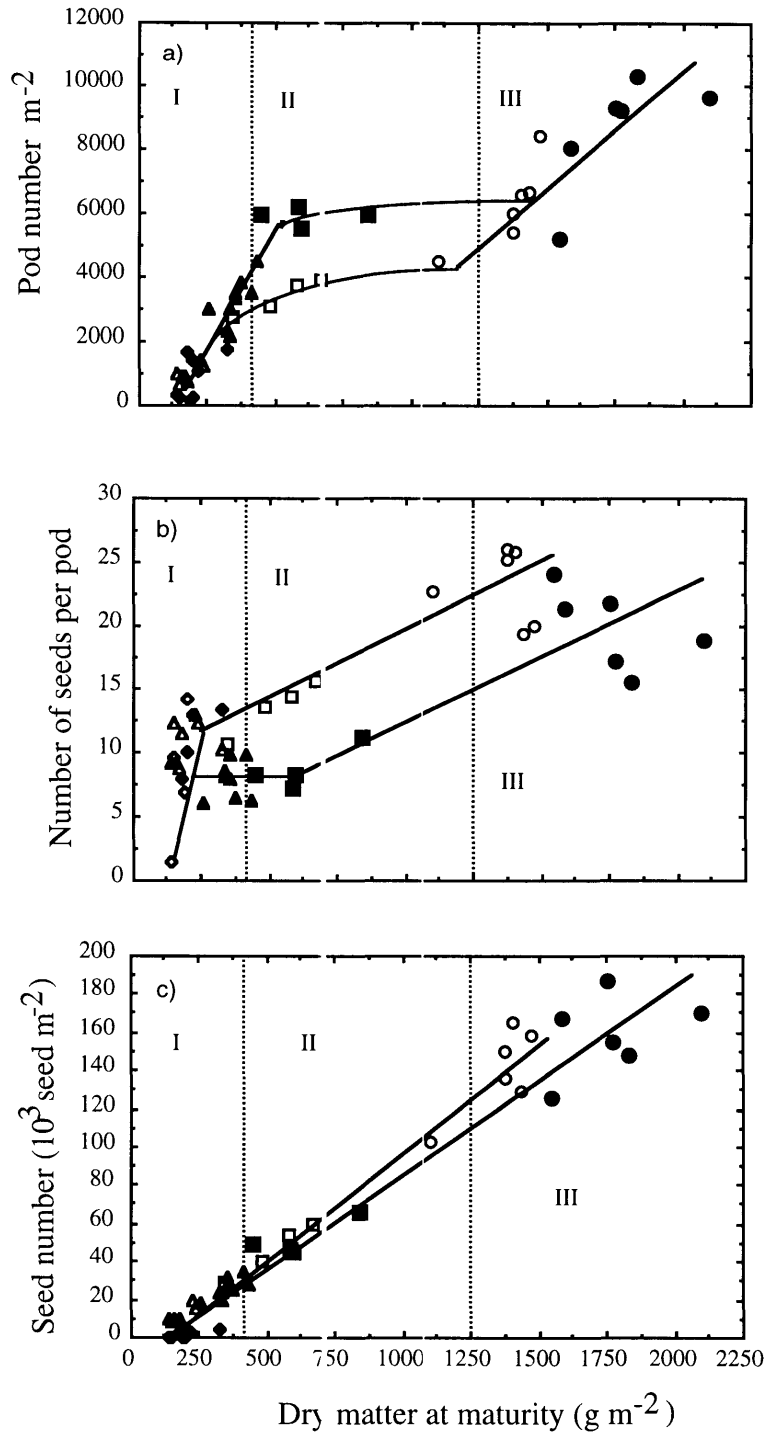 12000
10000
8000
6000
4000
2000
0
Pod number m-2
a)
I
II
III
30
25
20
15
10
5
0
Number of seeds per pod
b)
I
II
III
200
180
160
140
120
100
80
60
40
20
0
Seed number (10³ seed m-2)
c)
I
II
III
0 250 500 750 1000 1250 1500 1750 2000 2250
Dry matter at maturity (g m-2)